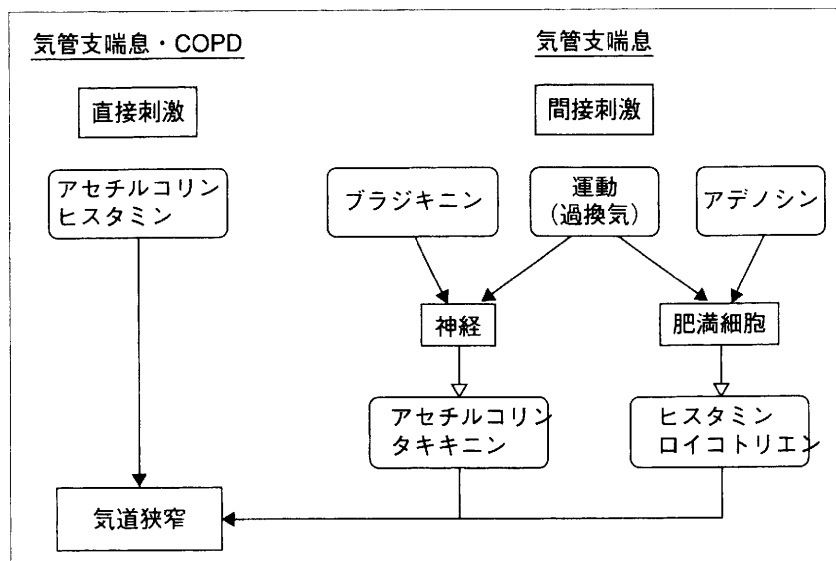 気管支喘息・COPD
直接刺激
アセチルコリン
ヒスタミン
気管支喘息
間接刺激
ブラジキニン
運動
(過換気)
アデノシン
神経
肥満細胞
アセチルコリン
タキキニン
ヒスタミン
ロイコトリエン
気道狭窄